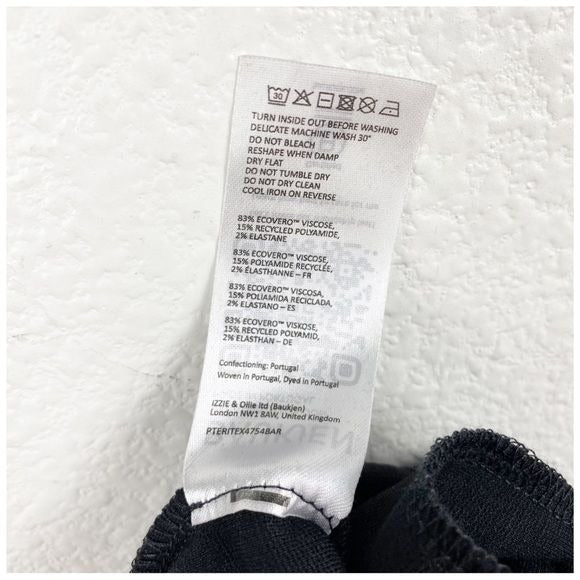 30
TURN INSIDE OUT BEFORE WASHING
DELICATE MACHINE WASH 30°
DO NOT BLEACH
RESHAPE WHEN DAMP
DRY FLAT
DO NOT TUMBLE DRY
DO NOT DRY CLEAN
COOL IRON ON REVERSE
83% ECOVERO™ VISCOSE,
15% RECYCLED POLYAMIDE,
2% ELASTANE
83% ECOVERO™ VISCOSE,
15% POLYAMIDE RECYCLÉE,
2% ÉLASTHANNE – FR
83% ECOVERO™ VISCOSA,
15% POLIAMIDA RECICLADA,
2% ELASTANO – ES
83% ECOVERO™ VISKOSE,
15% RECYCLED POLYAMID,
2% ELASTHAN – DE
Confectioning: Portugal
Woven in Portugal, Dyed in Portugal
IZZIE & Ollie ltd (Baukjen)
London NW1 8AW, United Kingdom
PTERITEX4754BAR